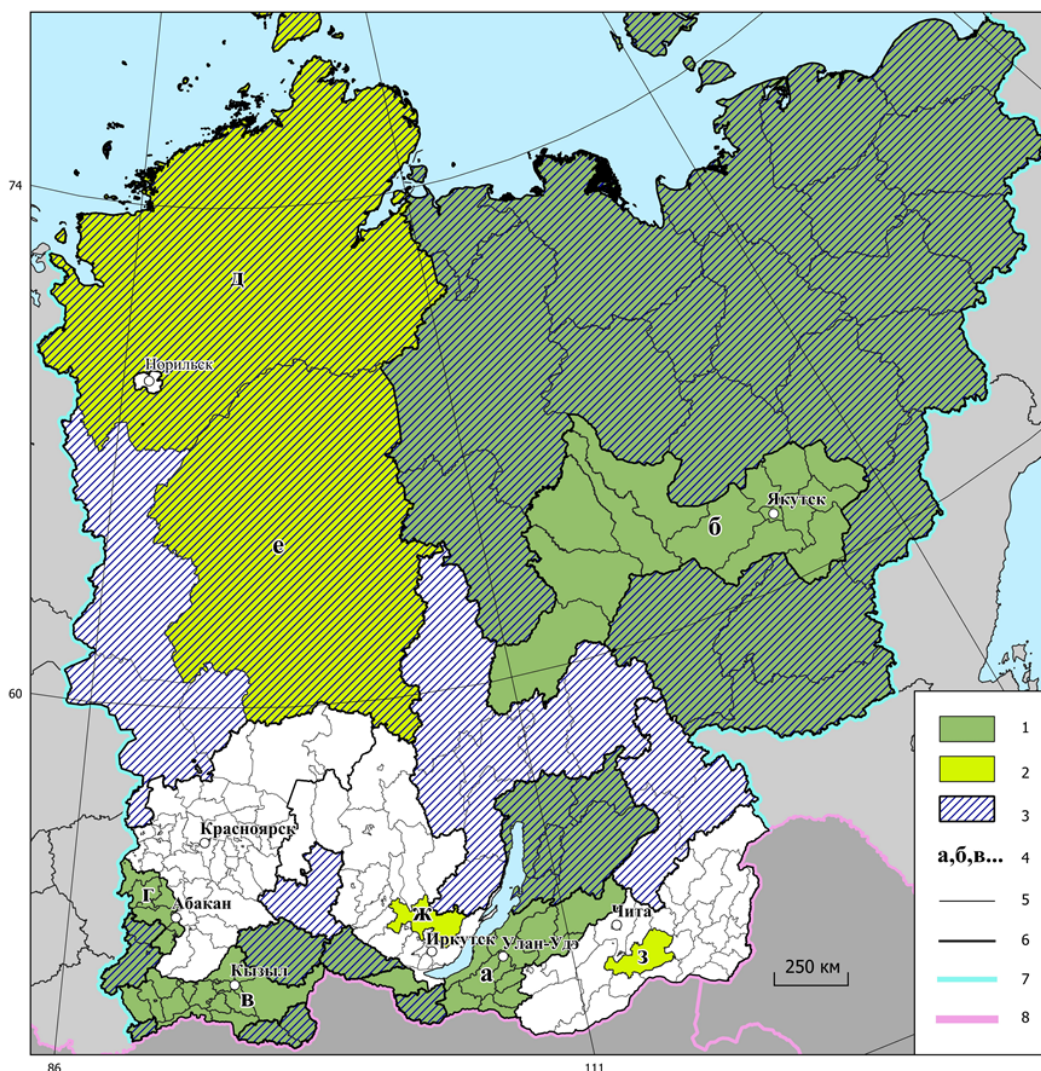 74
д
Норильск
Якутск
б
е
60
1
2
3
Красноярск
а,б,в... 4
г
Абакан
Чита
5
ж
Иркутск
Улан-Удэ
6
Кызыл
з
а
250 км
7
в
8
86
111